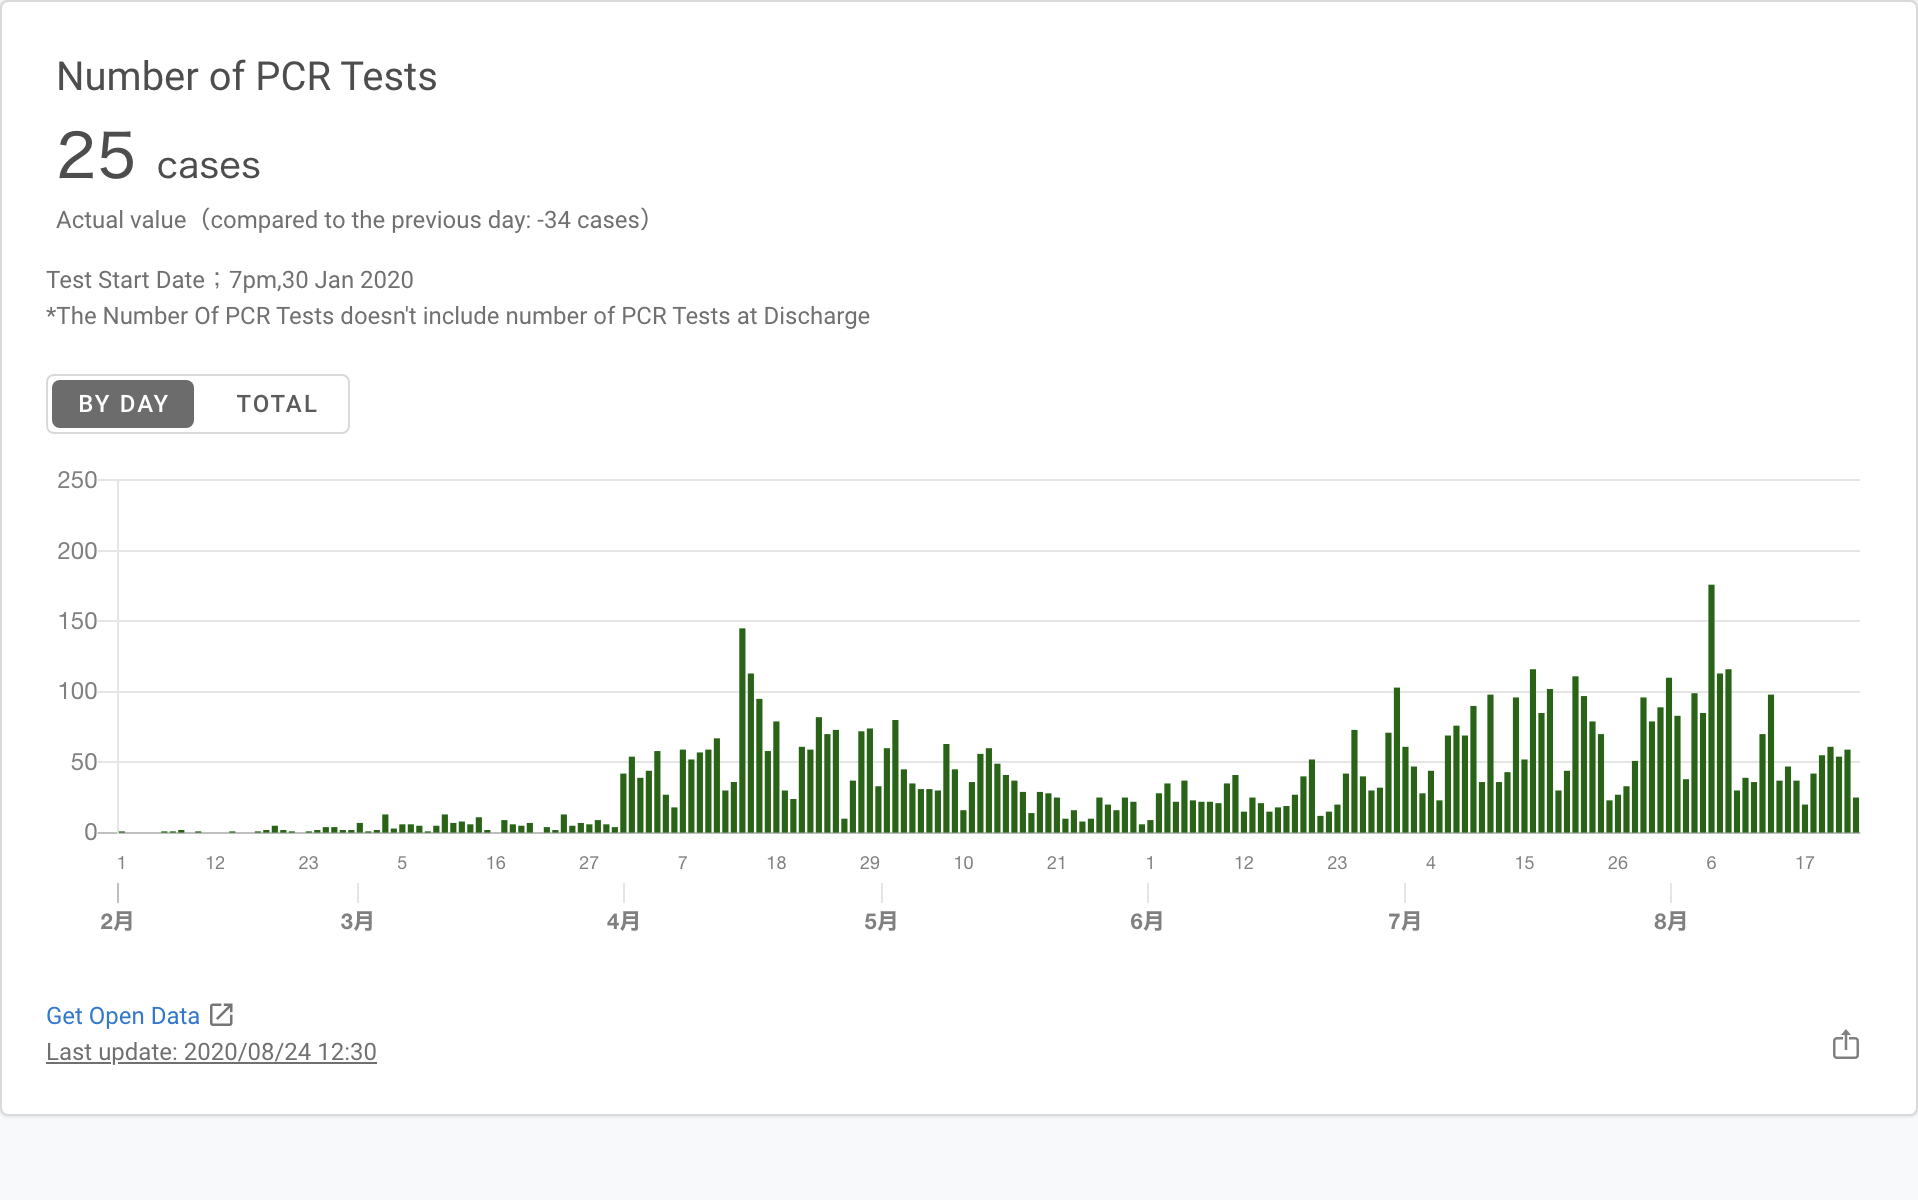 Number of PCR Tests
25 cases
Actual value（compared to the previous day: -34 cases）
Test Start Date；7pm,30 Jan 2020
*The Number Of PCR Tests doesn't include number of PCR Tests at Discharge
BY DAY TOTAL
250
200
150
100
50
0
1 12 23 5 16 27 7 18 29 10 21 1 12 23 4 15 26 6 17
2月 3月 4月 5月 6月 7月 8月
Get Open Data
Last update: 2020/08/24 12:30